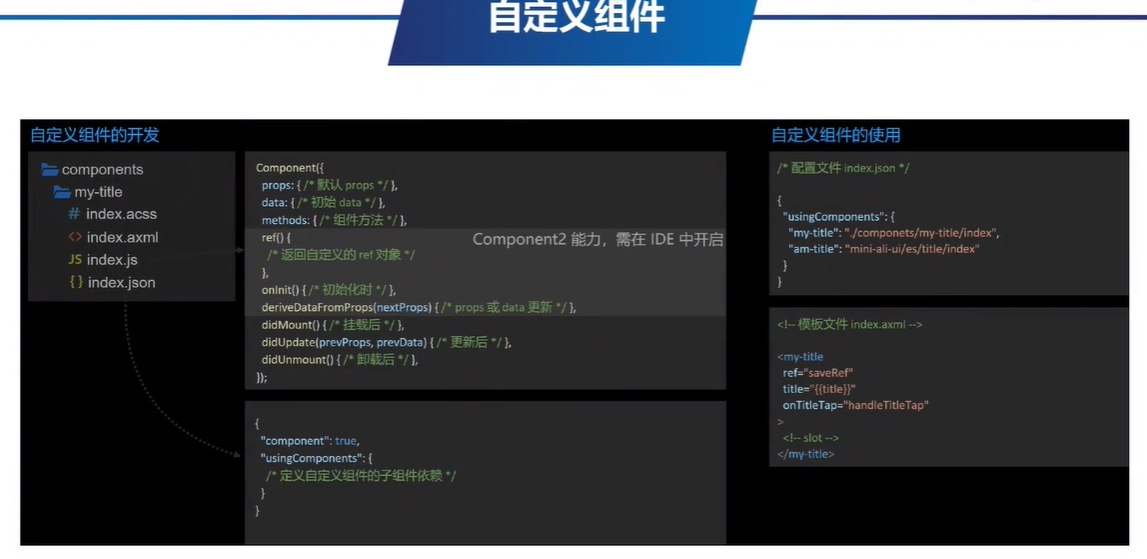 自定义组件
自定义组件的开发
components
my-title
# index.acss
<> index.axml
JS index.js
{} index.json
Component({
props: { /* 默认 props */ },
data: { /* 初始 data */ },
methods: { /* 组件方法 */ },
ref() {
Component2 能力，需在 IDE 中开启
/* 返回自定义的 ref 对象 */
},
onInit() { /* 初始化时 */ },
deriveDataFromProps(nextProps) { /* props 或 data 更新 */ },
didMount() { /* 挂载后 */ },
didUpdate(prevProps, prevData) { /* 更新后 */ },
didUnmount() { /* 卸载后 */ },
});
{
"component": true,
"usingComponents": {
/* 定义自定义组件的子组件依赖 */
}
}
自定义组件的使用
/* 配置文件 index.json */
{
"usingComponents": {
"my-title": "./componets/my-title/index",
"am-title": "mini-ali-ui/es/title/index"
}
}
<!-- 模板文件 index.axml -->
<my-title
ref="saveRef"
title="{{title}}"
onTitleTap="handleTitleTap"
>
<!-- slot -->
</my-title>